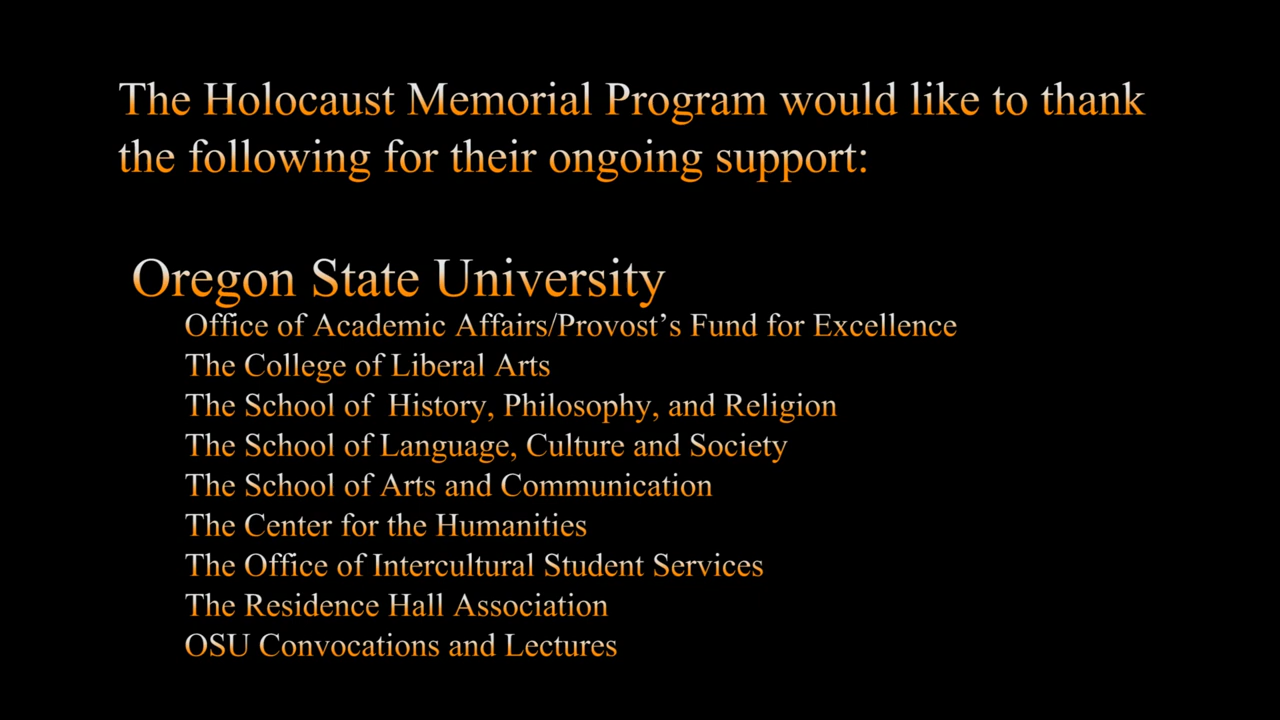 The Holocaust Memorial Program would like to thank
the following for their ongoing support:
Oregon State University
Office of Academic Affairs/Provost’s Fund for Excellence
The College of Liberal Arts
The School of  History, Philosophy, and Religion
The School of Language, Culture and Society
The School of Arts and Communication
The Center for the Humanities
The Office of Intercultural Student Services
The Residence Hall Association
OSU Convocations and Lectures